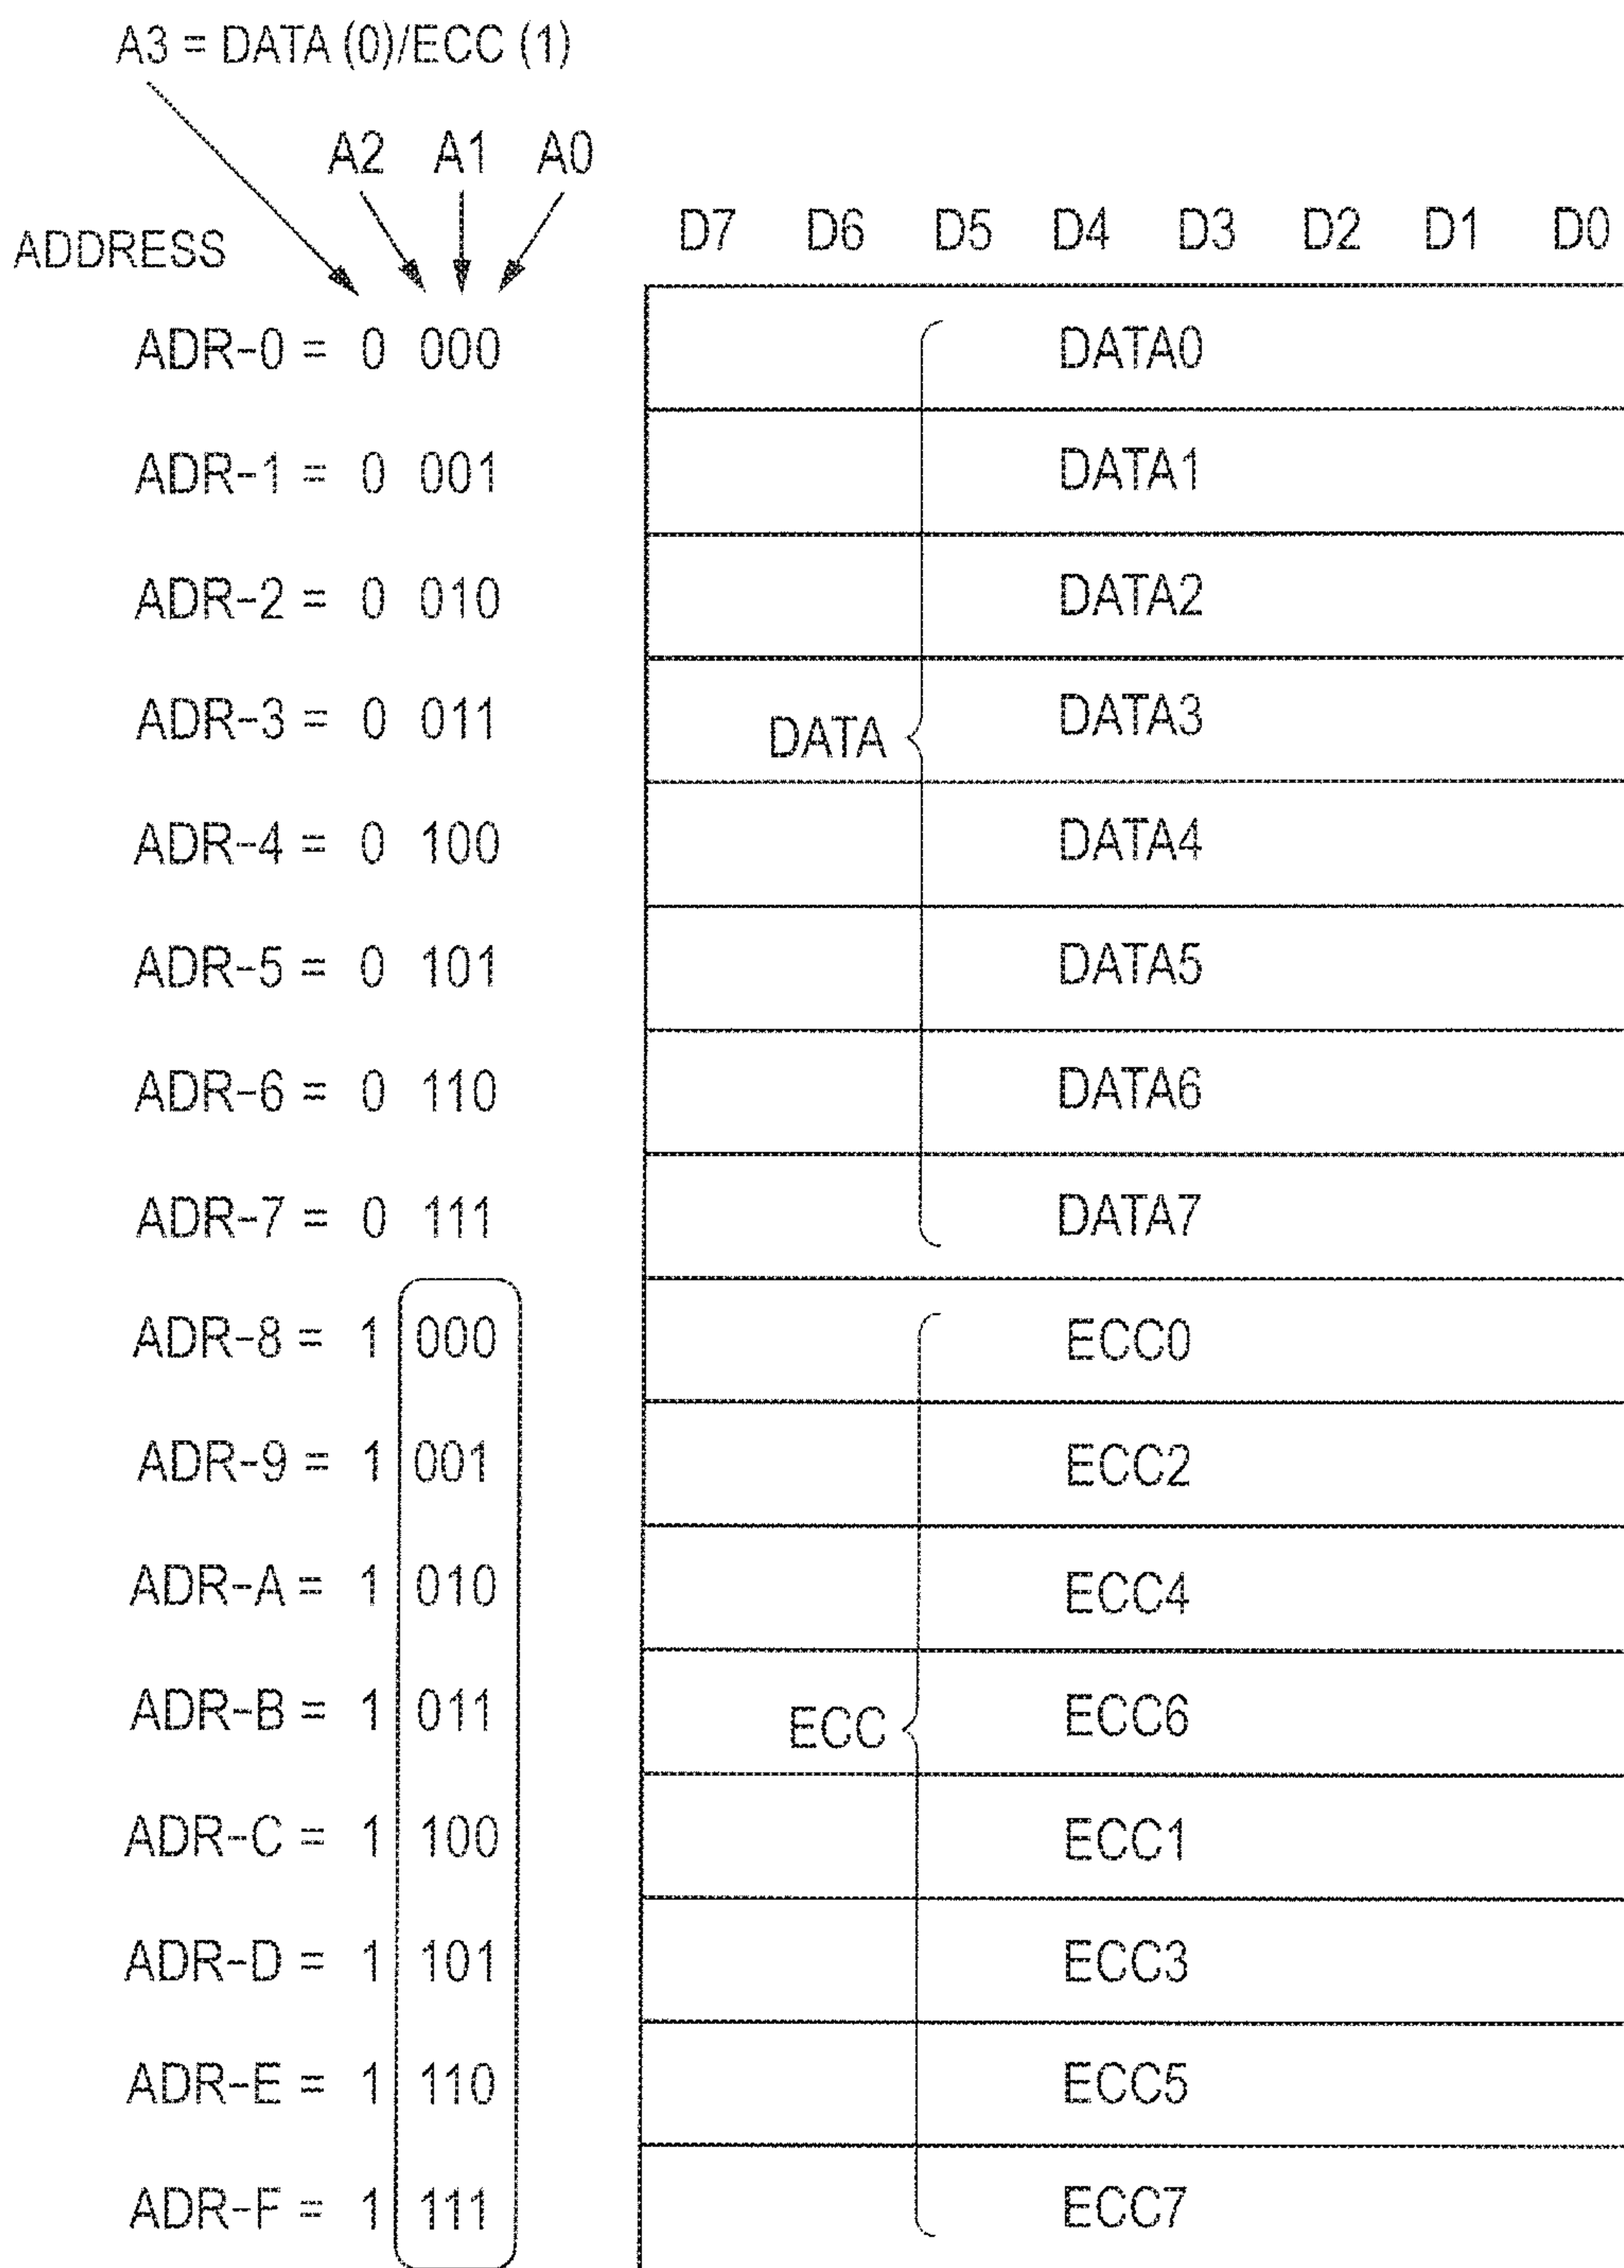 A3 = DATA (0)/ECC (1)
A2 A1 A0
ADDRESS D7 D6 D5 D4 D3 D2 D1 D0
ADR-0 = 0 000 DATA0
ADR-1 = 0 001 DATA1
ADR-2 = 0 010 DATA2
ADR-3 = 0 011 DATA DATA3
ADR-4 = 0 100 DATA4
ADR-5 = 0 101 DATA5
ADR-6 = 0 110 DATA6
ADR-7 = 0 111 DATA7
ADR-8 = 1 000 ECC0
ADR-9 = 1 001 ECC2
ADR-A = 1 010 ECC4
ADR-B = 1 011 ECC ECC6
ADR-C = 1 100 ECC1
ADR-D = 1 101 ECC3
ADR-E = 1 110 ECC5
ADR-F = 1 111 ECC7